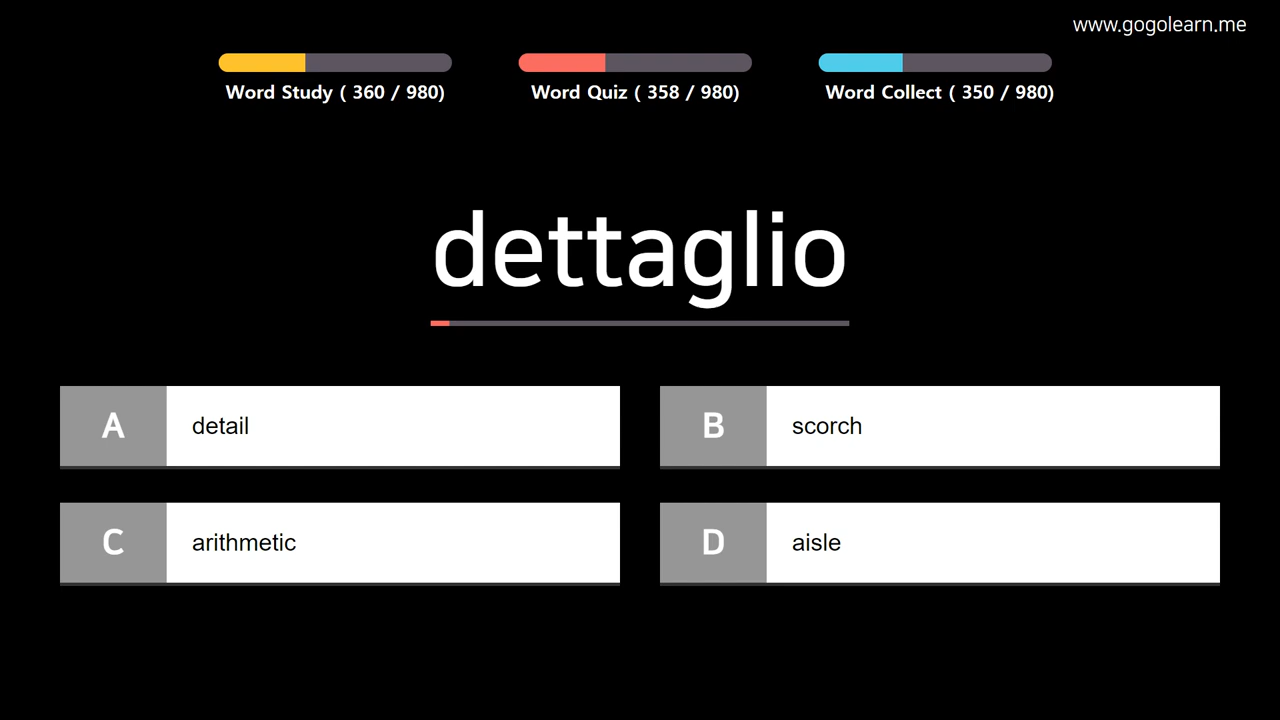 www.gogolearn.me
Word Study ( 360 / 980)
Word Quiz ( 358 / 980)
Word Collect ( 350 / 980)
dettaglio
A detail
B scorch
C arithmetic
D aisle